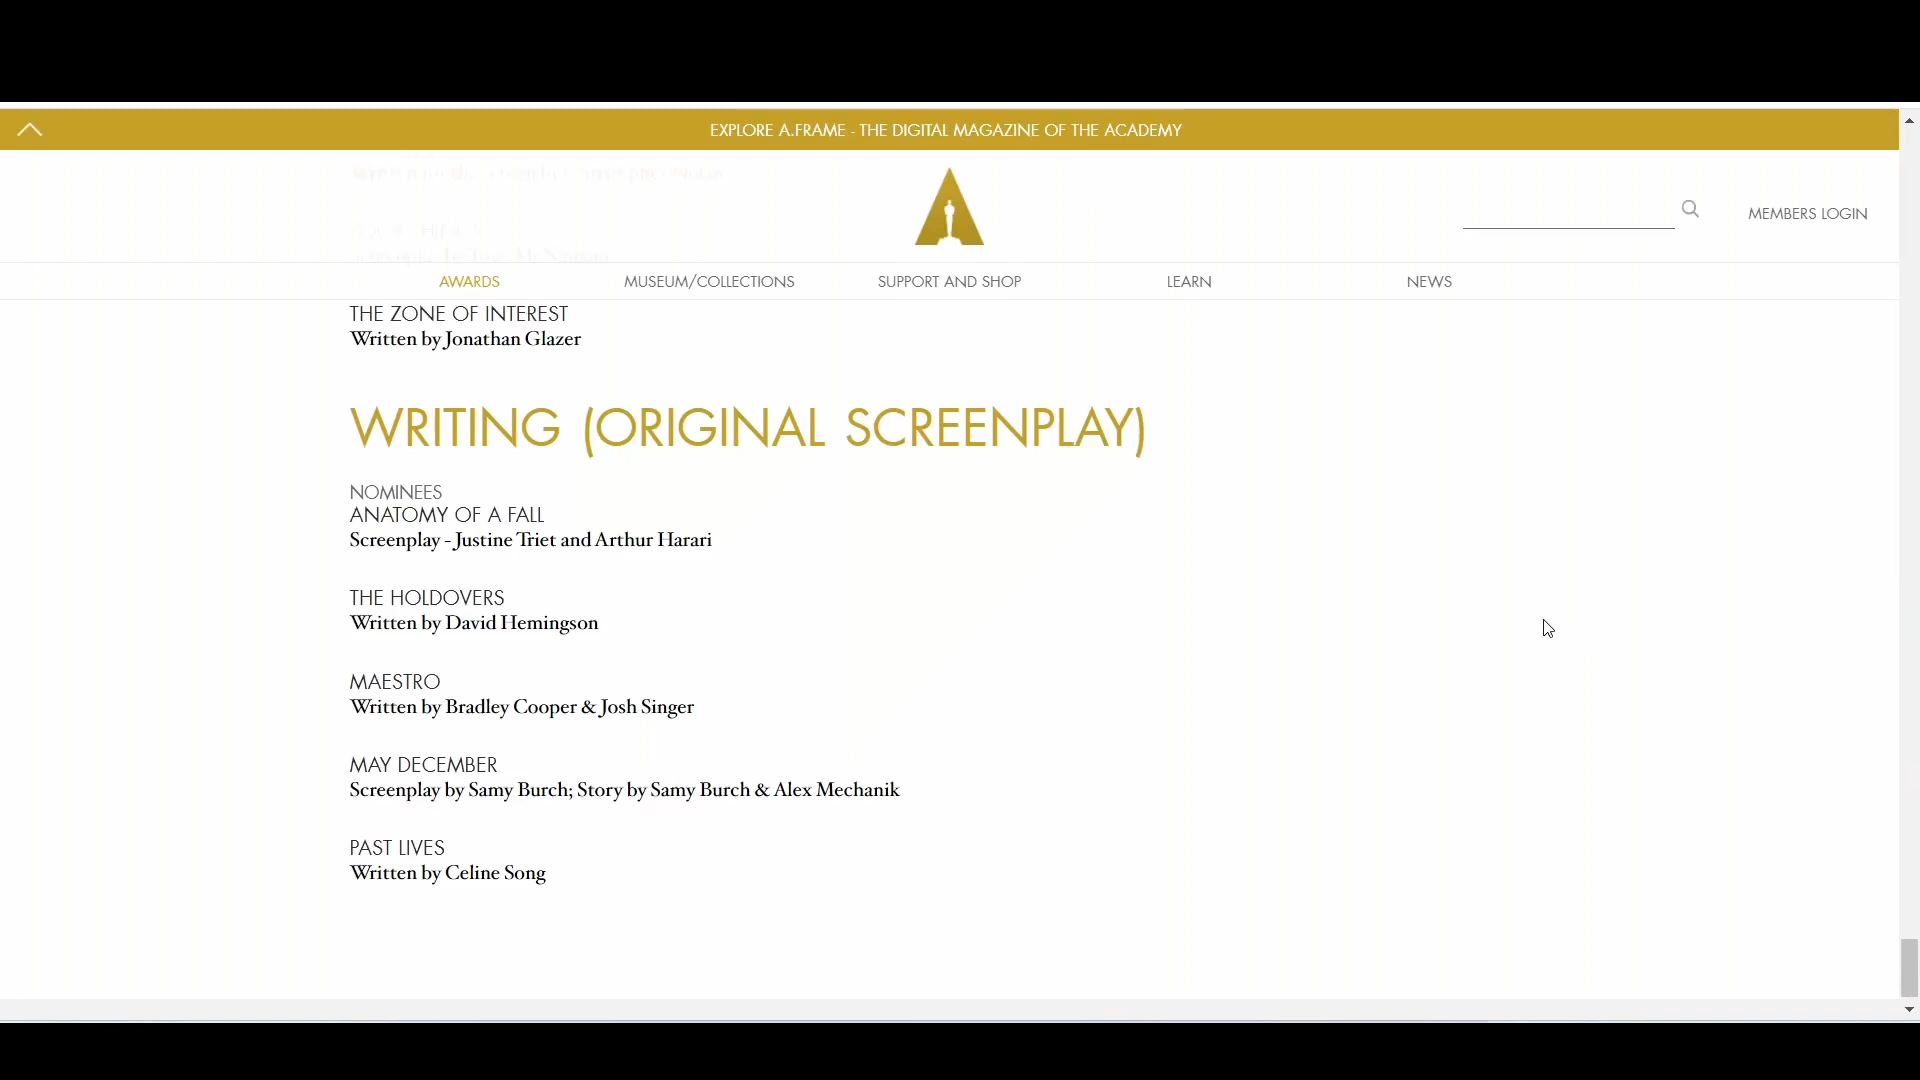 EXPLORE A.FRAME - THE DIGITAL MAGAZINE OF THE ACADEMY
MEMBERS LOGIN
AWARDS MUSEUM/COLLECTIONS SUPPORT AND SHOP LEARN NEWS
THE ZONE OF INTEREST
Written by Jonathan Glazer
WRITING (ORIGINAL SCREENPLAY)
NOMINEES
ANATOMY OF A FALL
Screenplay - Justine Triet and Arthur Harari
THE HOLDOVERS
Written by David Hemingson
MAESTRO
Written by Bradley Cooper & Josh Singer
MAY DECEMBER
Screenplay by Samy Burch; Story by Samy Burch & Alex Mechanik
PAST LIVES
Written by Celine Song